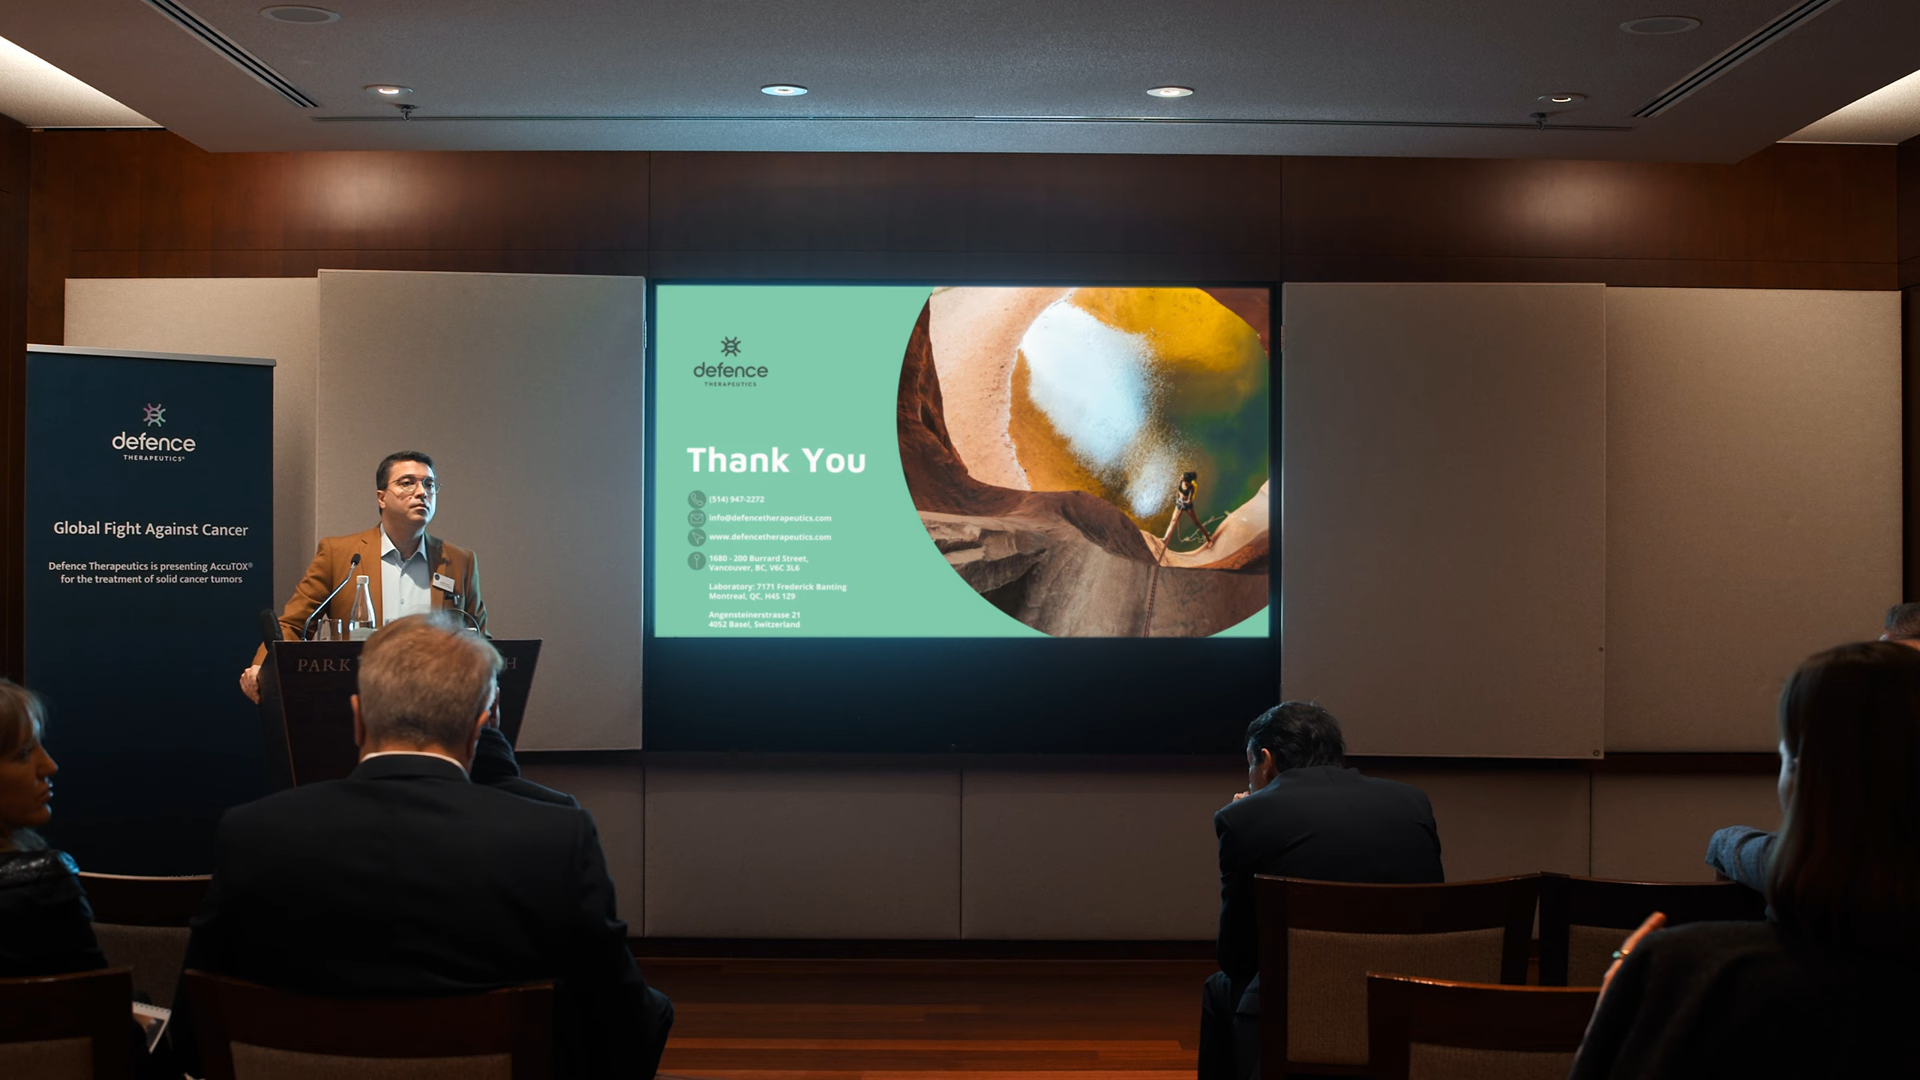 defence
THERAPEUTICS®
Global Fight Against Cancer
Defence Therapeutics is presenting AccuTOX®
for the treatment of solid cancer tumors
PARK
H
defence
THERAPEUTICS
Thank You
(514) 947-2272
info@defencetherapeutics.com
www.defencetherapeutics.com
1680 - 200 Burrard Street,
Vancouver, BC, V6C 3L6
Laboratory: 7171 Frederick Banting
Montreal, QC, H4S 1Z9
Angensteinerstrasse 21
4052 Basel, Switzerland